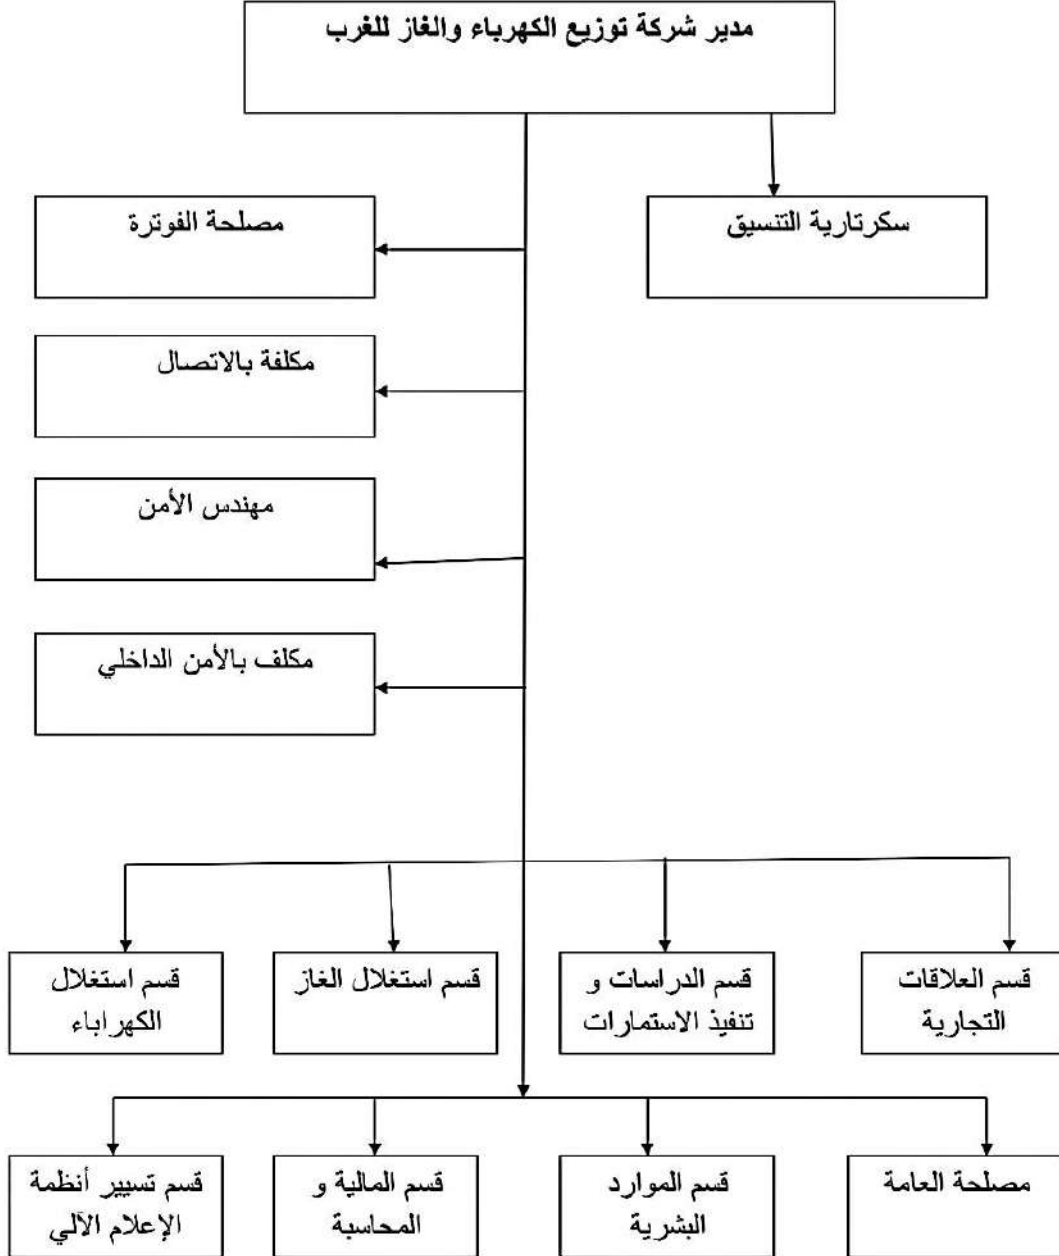 مدير شركة توزيع الكهرباء والغاز للغرب
سكرتارية التنسيق
مصلحة الفوترة
مكلفة بالاتصال
مهندس الأمن
مكلف بالأمن الداخلي
قسم العلاقات
التجارية
قسم الدراسات و
تنفيذ الاستمارات
قسم استغلال الغاز
قسم استغلال
الكهراباء
مصلحة العامة
قسم الموارد
البشرية
قسم المالية و
المحاسبة
قسم تسيير أنظمة
الإعلام الآلي